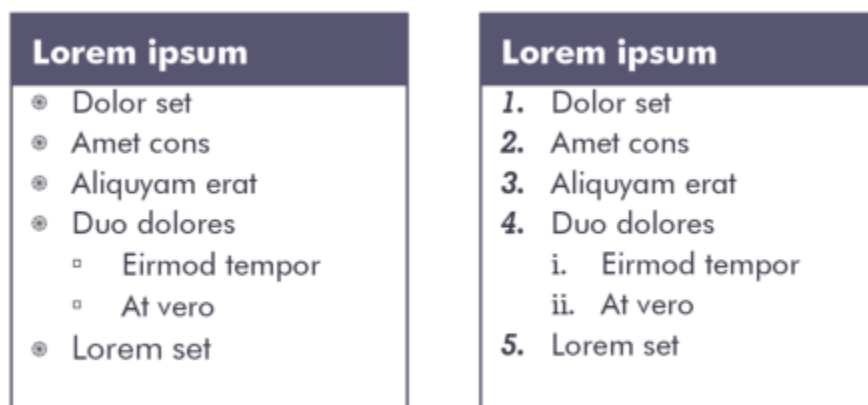 Lorem ipsum
Dolor set
Amet cons
Aliquyam erat
Duo dolores
Eirmod tempor
At vero
Lorem set
Lorem ipsum
1. Dolor set
2. Amet cons
3. Aliquyam erat
4. Duo dolores
i. Eirmod tempor
ii. At vero
5. Lorem set